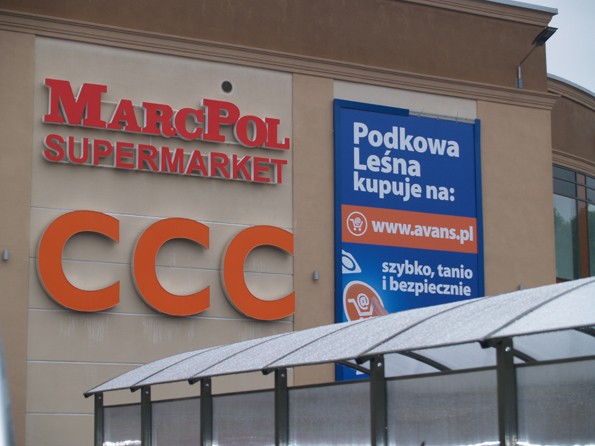 MARCPOL
SUPERMARKET
CCC
Podkowa
Leśna
kupuje na:
www.avans.pl
szybko, tanio
i bezpiecznie
@